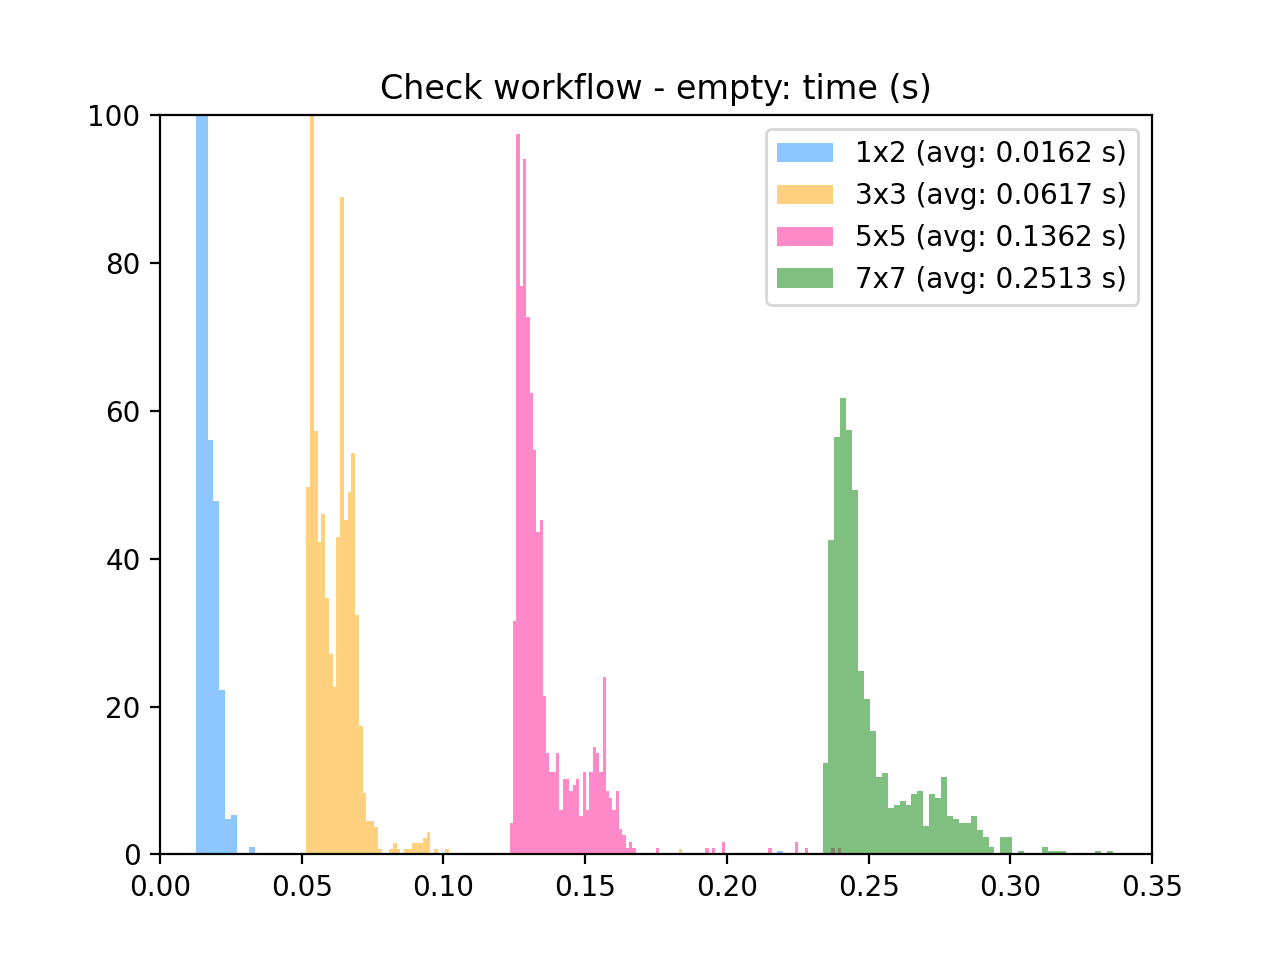 Check workflow - empty: time (s)
100
80
60
40
20
0
1x2 (avg: 0.0162 s)
3x3 (avg: 0.0617 s)
5x5 (avg: 0.1362 s)
7x7 (avg: 0.2513 s)
0.00 0.05 0.10 0.15 0.20 0.25 0.30 0.35